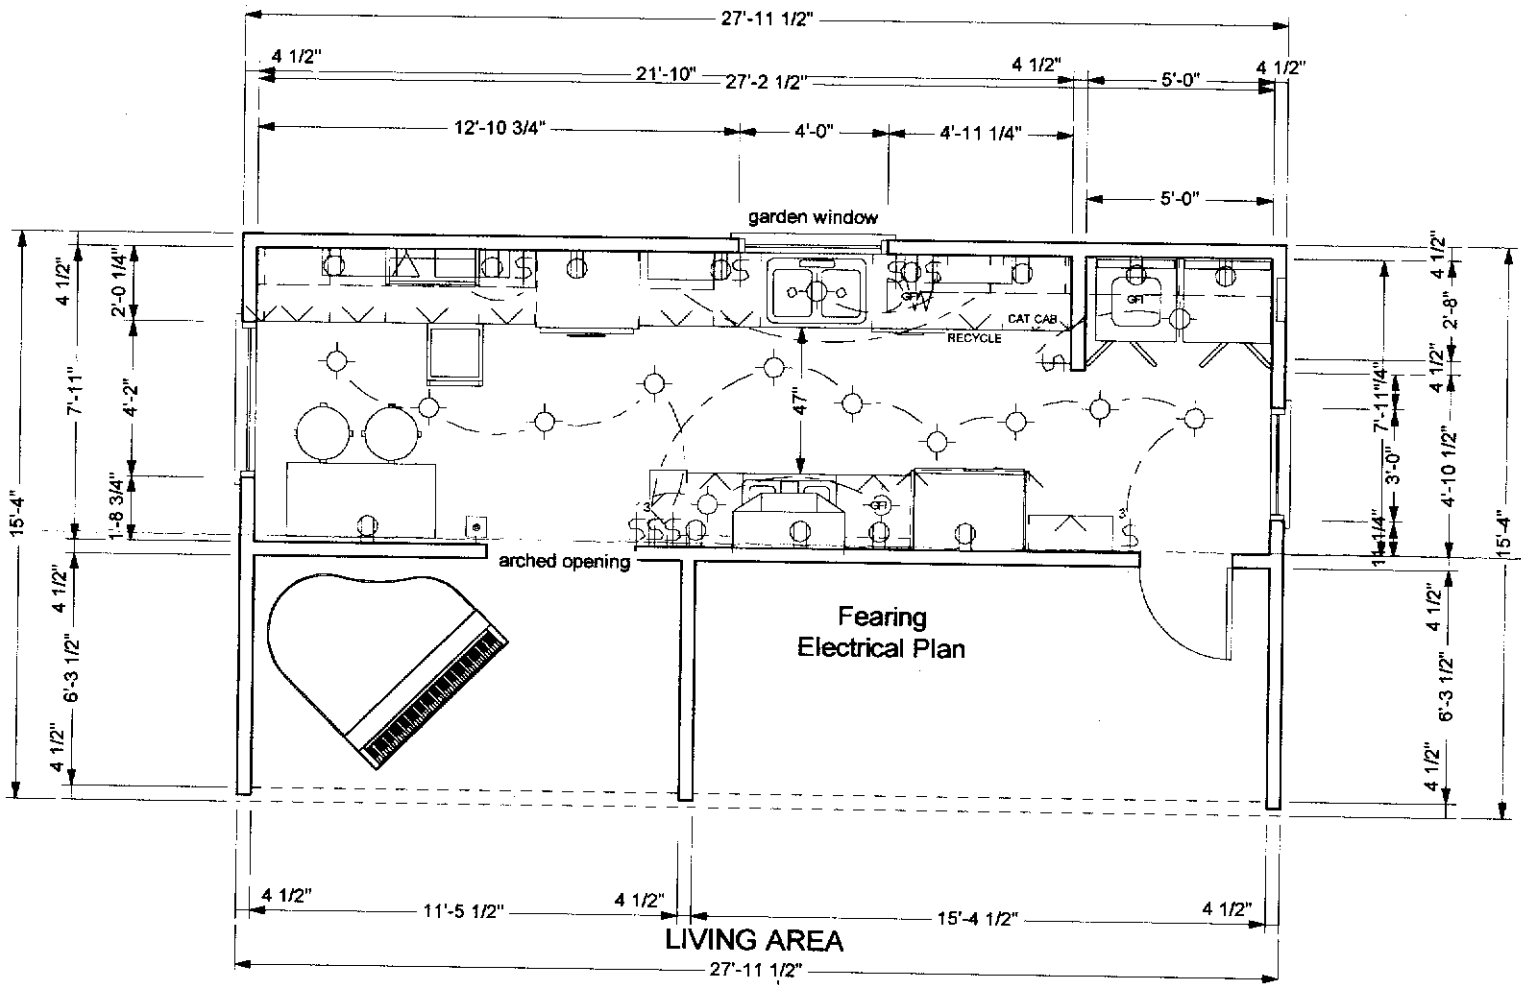 27'-11 1/2"
4 1/2"
21'-10"
4 1/2"
5'-0"
4 1/2"
27'-2 1/2"
12'-10 3/4"
4'-0"
4'-11 1/4"
5'-0"
garden window
4 1/2"
2'-0 1/4"
7'-11"
4'-2"
1'-8 3/4"
15'-4"
4 1/2"
6'-3 1/2"
4 1/2"
S
S
SSS
GFI
W
GFI
CAT CAB
RECYCLE
S
47"
3
SSS
GFI
3
S
4 1/2"
2'-8"
4 1/2"
7'-11"
3'-0"
4'-10 1/2"
15'-4"
4 1/2"
6'-3 1/2"
4 1/2"
arched opening
Fearing
Electrical Plan
4 1/2"
11'-5 1/2"
4 1/2"
15'-4 1/2"
4 1/2"
LIVING AREA
27'-11 1/2"